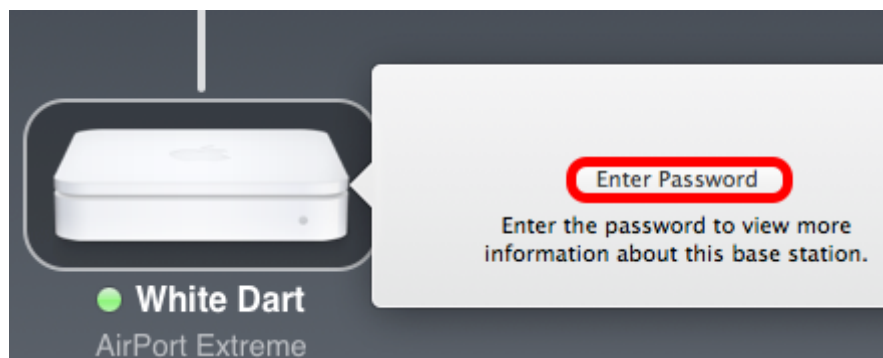 Enter Password
Enter the password to view more
information about this base station.
White Dart
AirPort Extreme